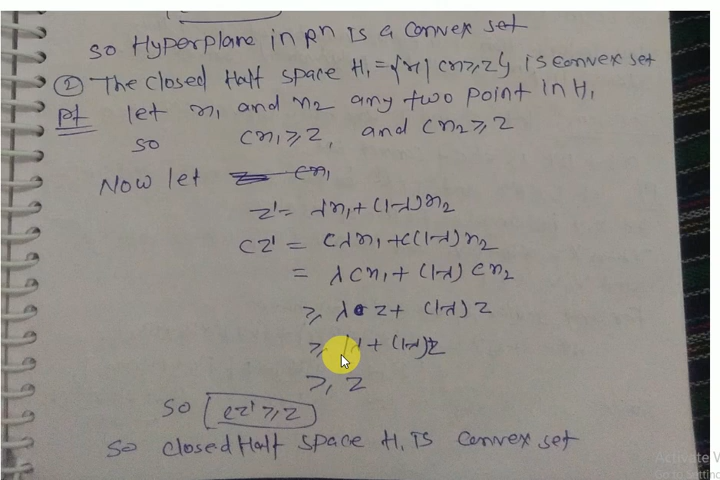 so Hyperplane in Rn is a convex set
② The closed Half space H₁ = {x | cx ≥ z} is convex set
Pf let x₁ and x₂ any two point in H₁
so cx₁ ≥ z, and cx₂ ≥ z
Now let
z' = λx₁ + (1-λ)x₂
cz' = cλx₁ + c(1-λ)x₂
= λcx₁ + (1-λ)cx₂
≥ λz + (1-λ)z
≥ + (1-λ)z
≥ z
so cz' ≥ z
so closed Half space H₁ is convex set